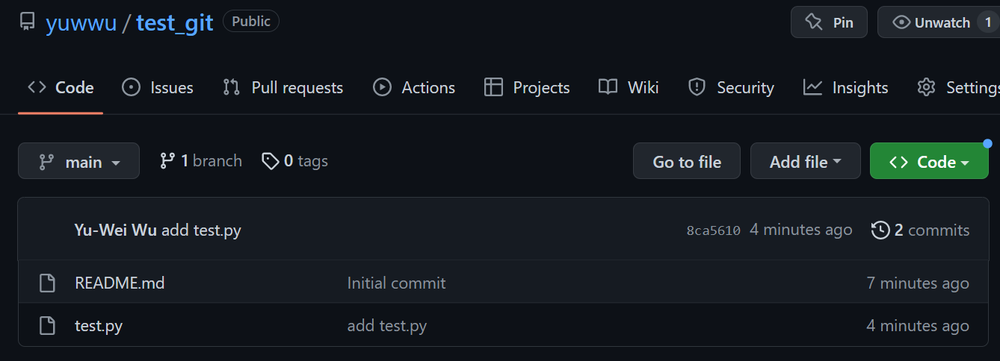 yuwwu / test_git Public Pin Unwatch 1
Code Issues Pull requests Actions Projects Wiki Security Insights Settings
main 1 branch 0 tags Go to file Add file Code
Yu-Wei Wu add test.py 8ca5610 4 minutes ago 2 commits
README.md Initial commit 7 minutes ago
test.py add test.py 4 minutes ago